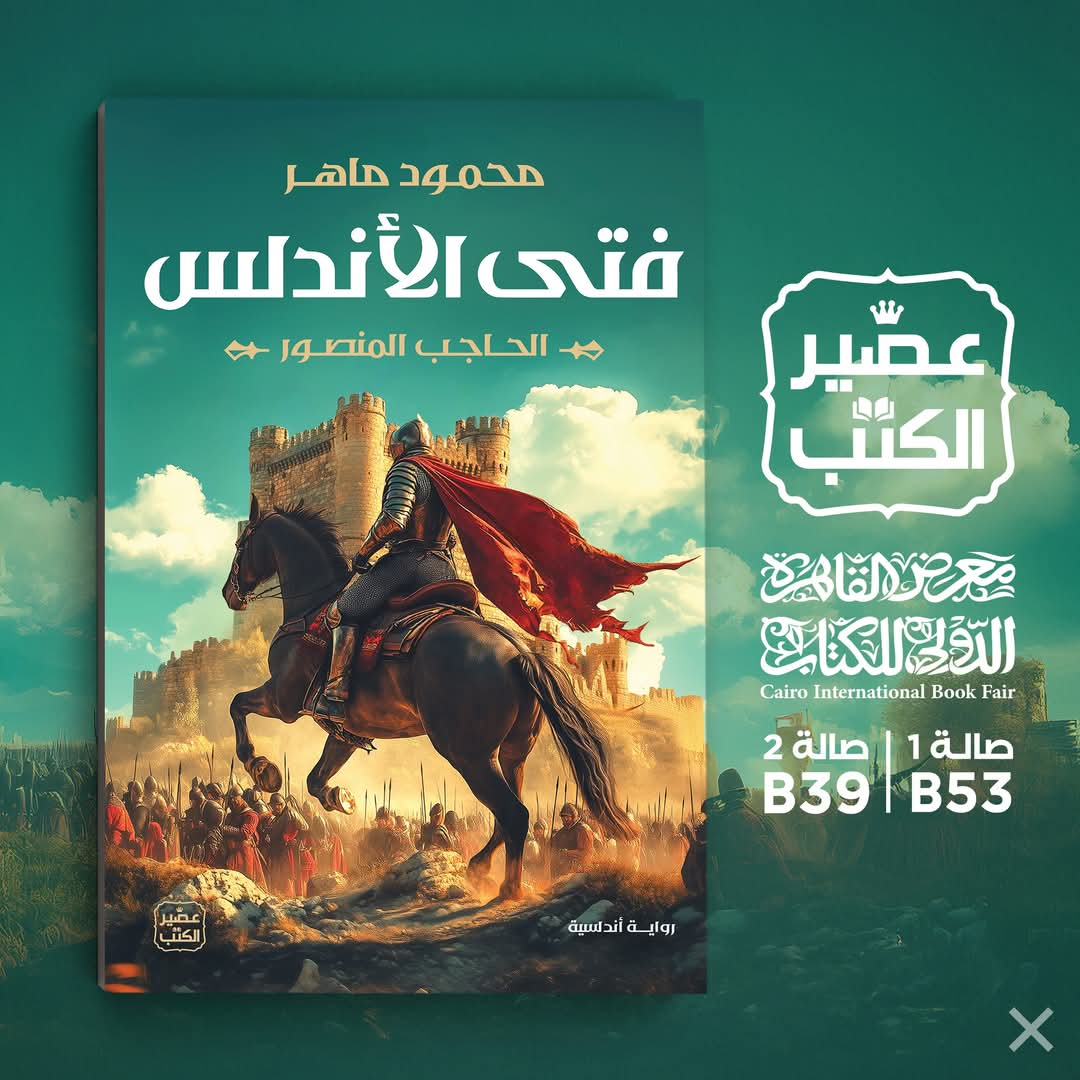 محمود ماهر
فتى الأندلس
الحاجب المنصور
عصير
الكتب
رواية أندلسية
عصير
الكتب
معرض القاهرة
الدولي للكتاب
Cairo International Book Fair
صالة 1 | صالة 2
B53 | B39